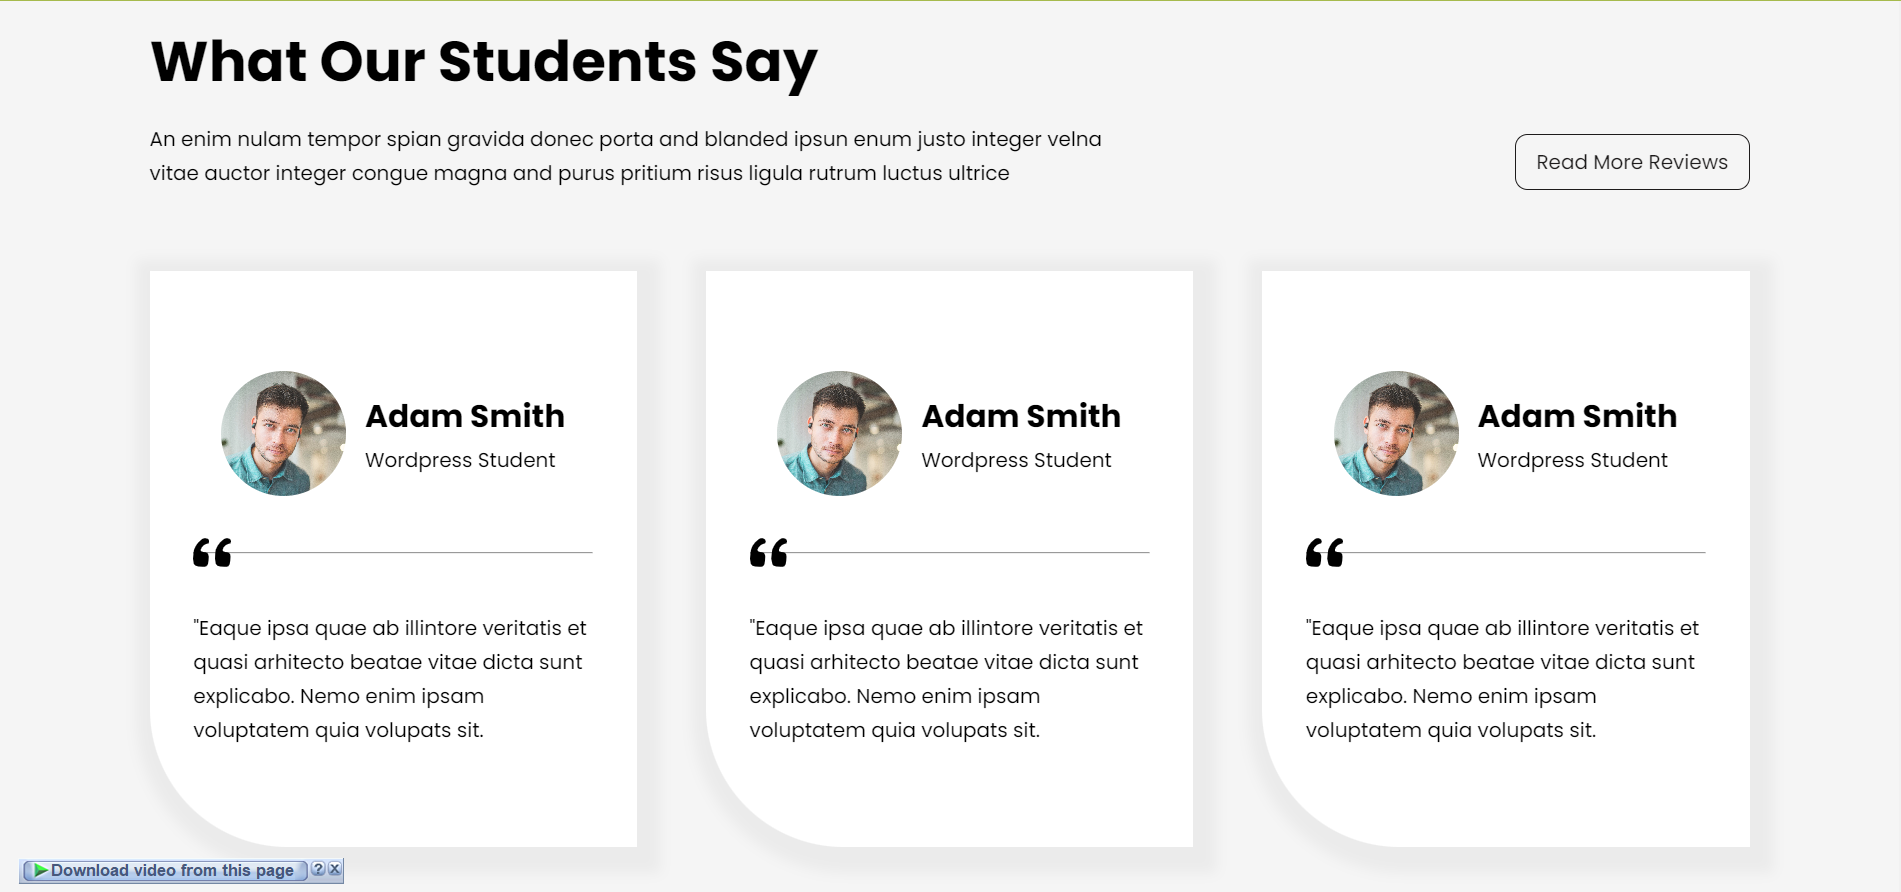 What Our Students Say
An enim nulam tempor spian gravida donec porta and blanded ipsun enum justo integer velna
vitae auctor integer congue magna and purus pritium risus ligula rutrum luctus ultrice
Read More Reviews
Adam Smith
Wordpress Student
"Eaque ipsa quae ab illintore veritatis et
quasi arhitecto beatae vitae dicta sunt
explicabo. Nemo enim ipsam
voluptatem quia volupats sit.
Adam Smith
Wordpress Student
"Eaque ipsa quae ab illintore veritatis et
quasi arhitecto beatae vitae dicta sunt
explicabo. Nemo enim ipsam
voluptatem quia volupats sit.
Adam Smith
Wordpress Student
"Eaque ipsa quae ab illintore veritatis et
quasi arhitecto beatae vitae dicta sunt
explicabo. Nemo enim ipsam
voluptatem quia volupats sit.
Download video from this page ? X